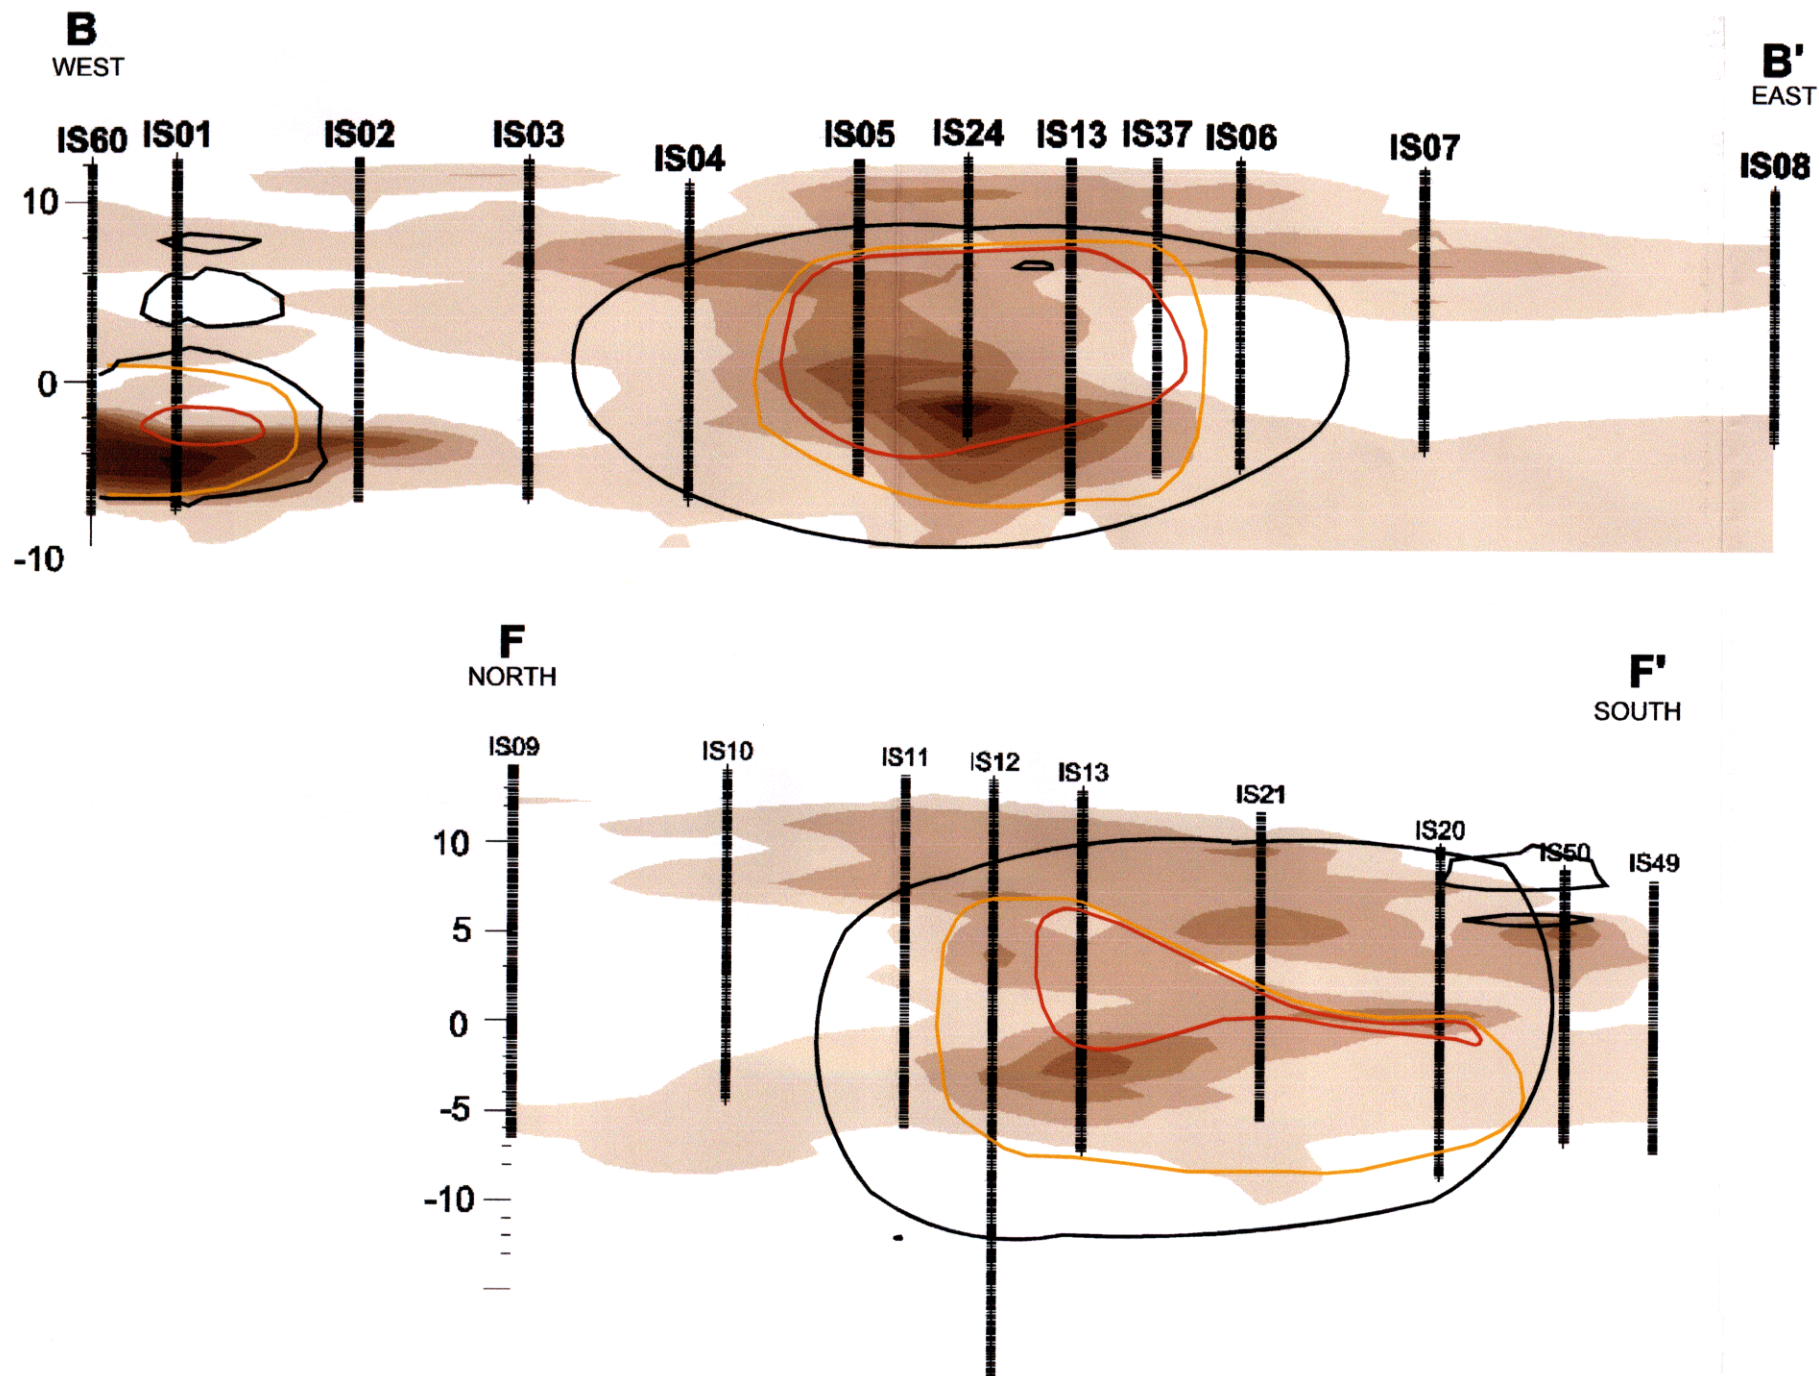 B
WEST
B'
EAST
IS60 IS01 IS02 IS03 IS04 IS05 IS24 IS13 IS37 IS06 IS07 IS08
10
0
-10
F
NORTH
F'
SOUTH
IS09 IS10 IS11 IS12 IS13 IS21 IS20 IS50 IS49
10
5
0
-5
-10